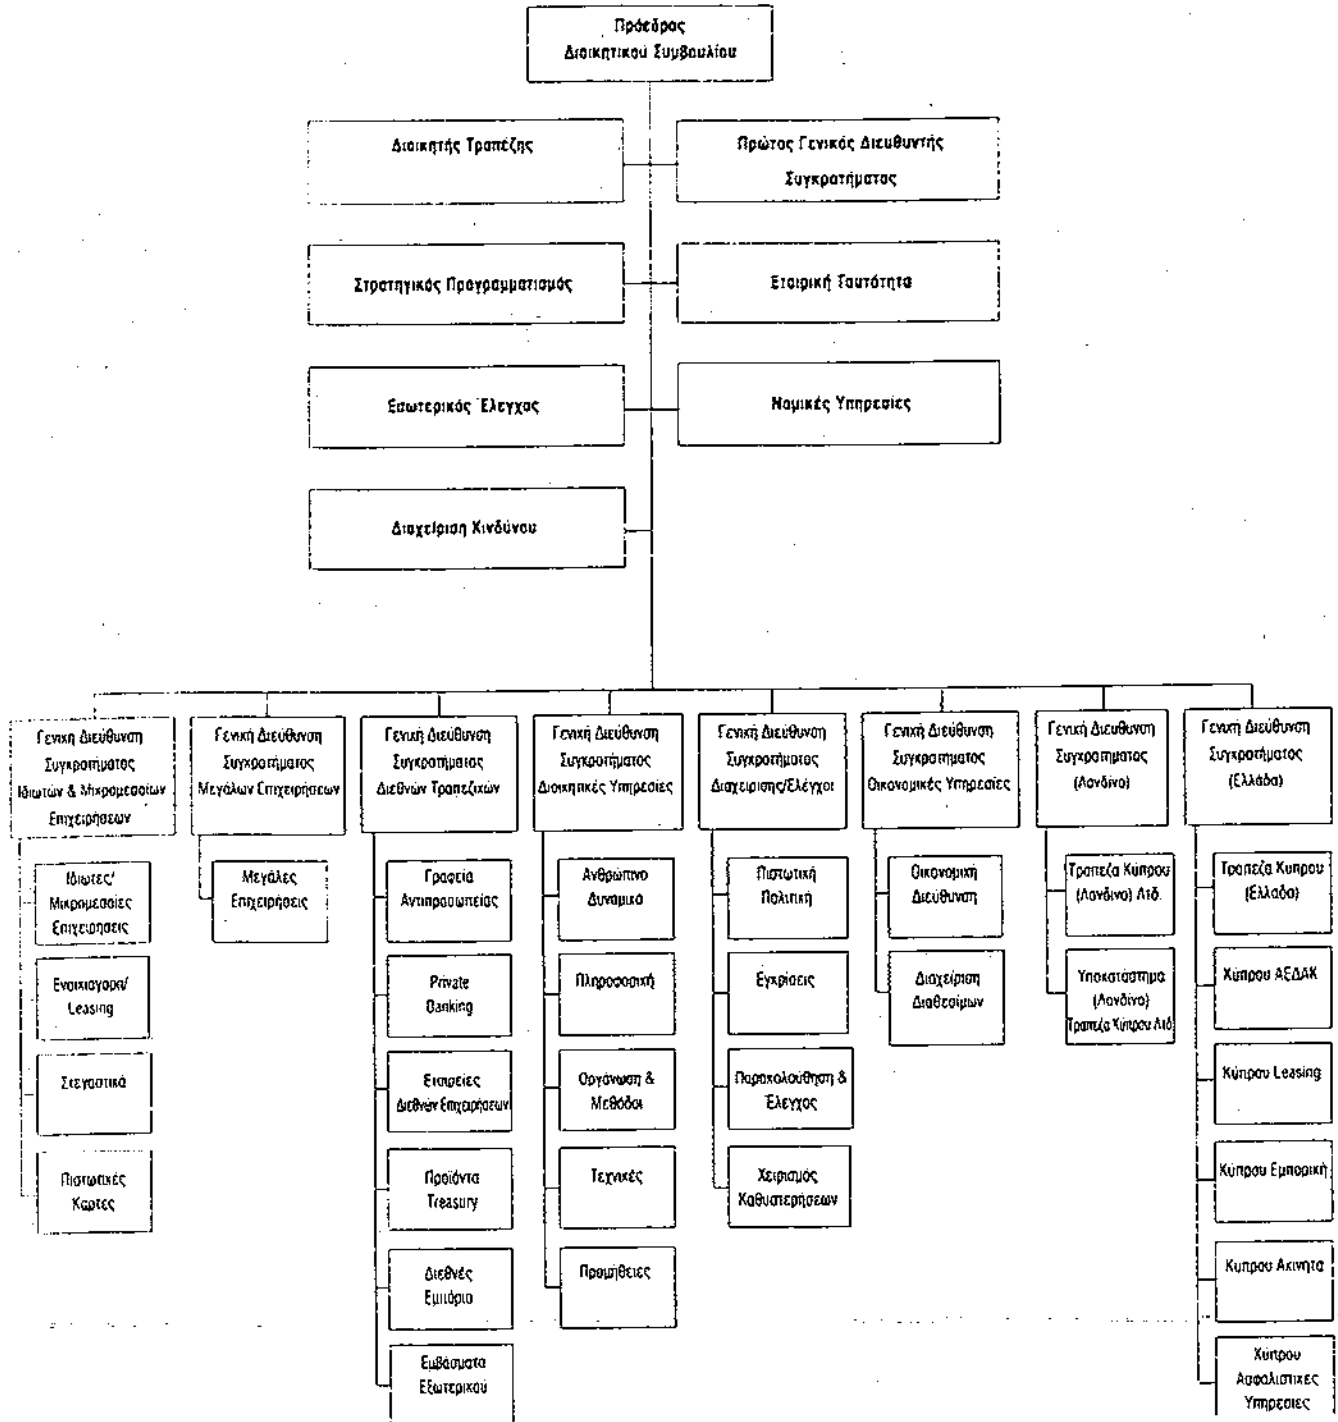 Πρόεδρος
Διοικητικού Συμβουλίου
Διοικητής Τραπέζης
Πρώτος Γενικός Διευθυντής
Συγκροτήματος
Στρατηγικός Προγραμματισμός
Εταιρική Ταυτότητα
Εσωτερικός Έλεγχος
Νομικές Υπηρεσίες
Διαχείριση Κινδύνου
Γενική Διεύθυνση
Συγκροτήματος
Ιδιωτών & Μικρομεσαίων
Επιχειρήσεων
Ιδιώτες/
Μικρομεσαίες
Επιχειρήσεις
Ενοικιαγορά/
Leasing
Στεγαστικά
Πιστωτικές
Κάρτες
Γενική Διεύθυνση
Συγκροτήματος
Μεγάλων Επιχειρήσεων
Μεγάλες
Επιχειρήσεις
Γενική Διεύθυνση
Συγκροτήματος
Διεθνών Τραπεζικών
Γραφεία
Αντιπροσωπείας
Private
Banking
Εταιρείες
Διεθνών Επιχειρήσεων
Προϊόντα
Treasury
Διεθνές
Εμπόριο
Εμβάσματα
Εξωτερικού
Γενική Διεύθυνση
Συγκροτήματος
Διοικητικές Υπηρεσίες
Ανθρώπινο
Δυναμικό
Πληροφορική
Οργάνωση &
Μεθόδοι
Τεχνικές
Προμήθειες
Γενική Διεύθυνση
Συγκροτήματος
Διαχείρισης/Ελέγχοι
Πιστωτική
Πολιτική
Εγκρίσεις
Παρακολούθηση &
Έλεγχος
Χειρισμός
Καθυστερήσεων
Γενική Διεύθυνση
Συγκροτήματος
Οικονομικές Υπηρεσίες
Οικονομική
Διεύθυνση
Διαχείριση
Διαθεσίμων
Γενική Διεύθυνση
Συγκροτήματος
(Λονδίνο)
Τράπεζα Κύπρου
(Λονδίνο) Λτδ.
Υποκατάστημα
(Λονδίνο)
Τράπεζα Κύπρου Λτδ
Γενική Διεύθυνση
Συγκροτήματος
(Ελλάδα)
Τράπεζα Κύπρου
(Ελλάδα)
Κύπρου ΑΕΔΑΚ
Κύπρου Leasing
Κύπρου Εμπορική
Κύπρου Ακίνητα
Κύπρου
Ασφαλιστικές
Υπηρεσίες